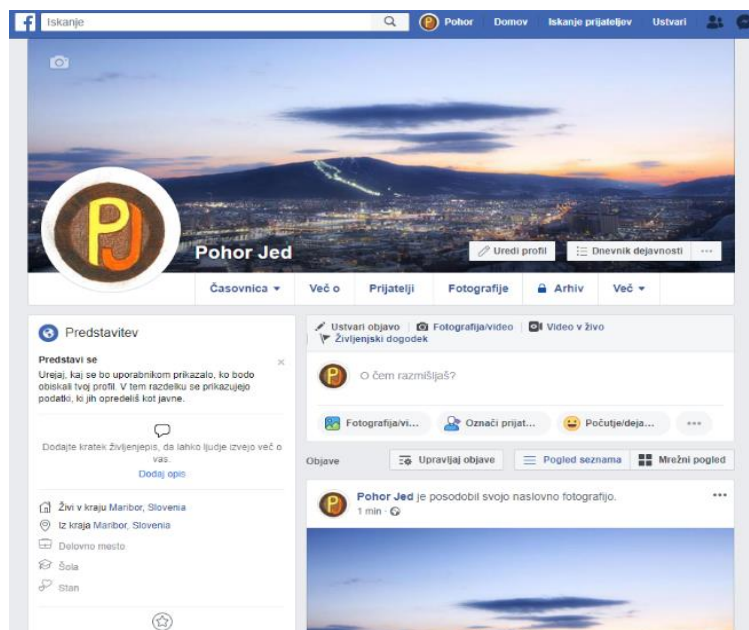 Iskanje
Pohor
Domov
Iskanje prijateljev
Ustvari
PJ
Pohor Jed
Uredi profil
Dnevnik dejavnosti
Časovnica
Več o
Prijatelji
Fotografije
Arhiv
Več
Predstavitev
Predstavi se
Urejaj, kaj se bo uporabnikom prikazalo, ko bodo
obiskali tvoj profil. V tem razdelku se prikazujejo
podatki, ki jih opredeliš kot javne.
Dodajte kratek življenjepis, da lahko ljudje izvejo več o
vas.
Dodaj opis
Živi v kraju Maribor, Slovenia
Iz kraja Maribor, Slovenia
Delovno mesto
Šola
Stan
Ustvari objavo
Fotografija/video
Video v živo
Življenjski dogodek
O čem razmišljaš?
Fotografija/vi...
Označi prijat...
Počutje/deja...
Objave
Upravljaj objave
Pogled seznama
Mrežni pogled
Pohor Jed je posodobil svojo naslovno fotografijo.
1 min ·